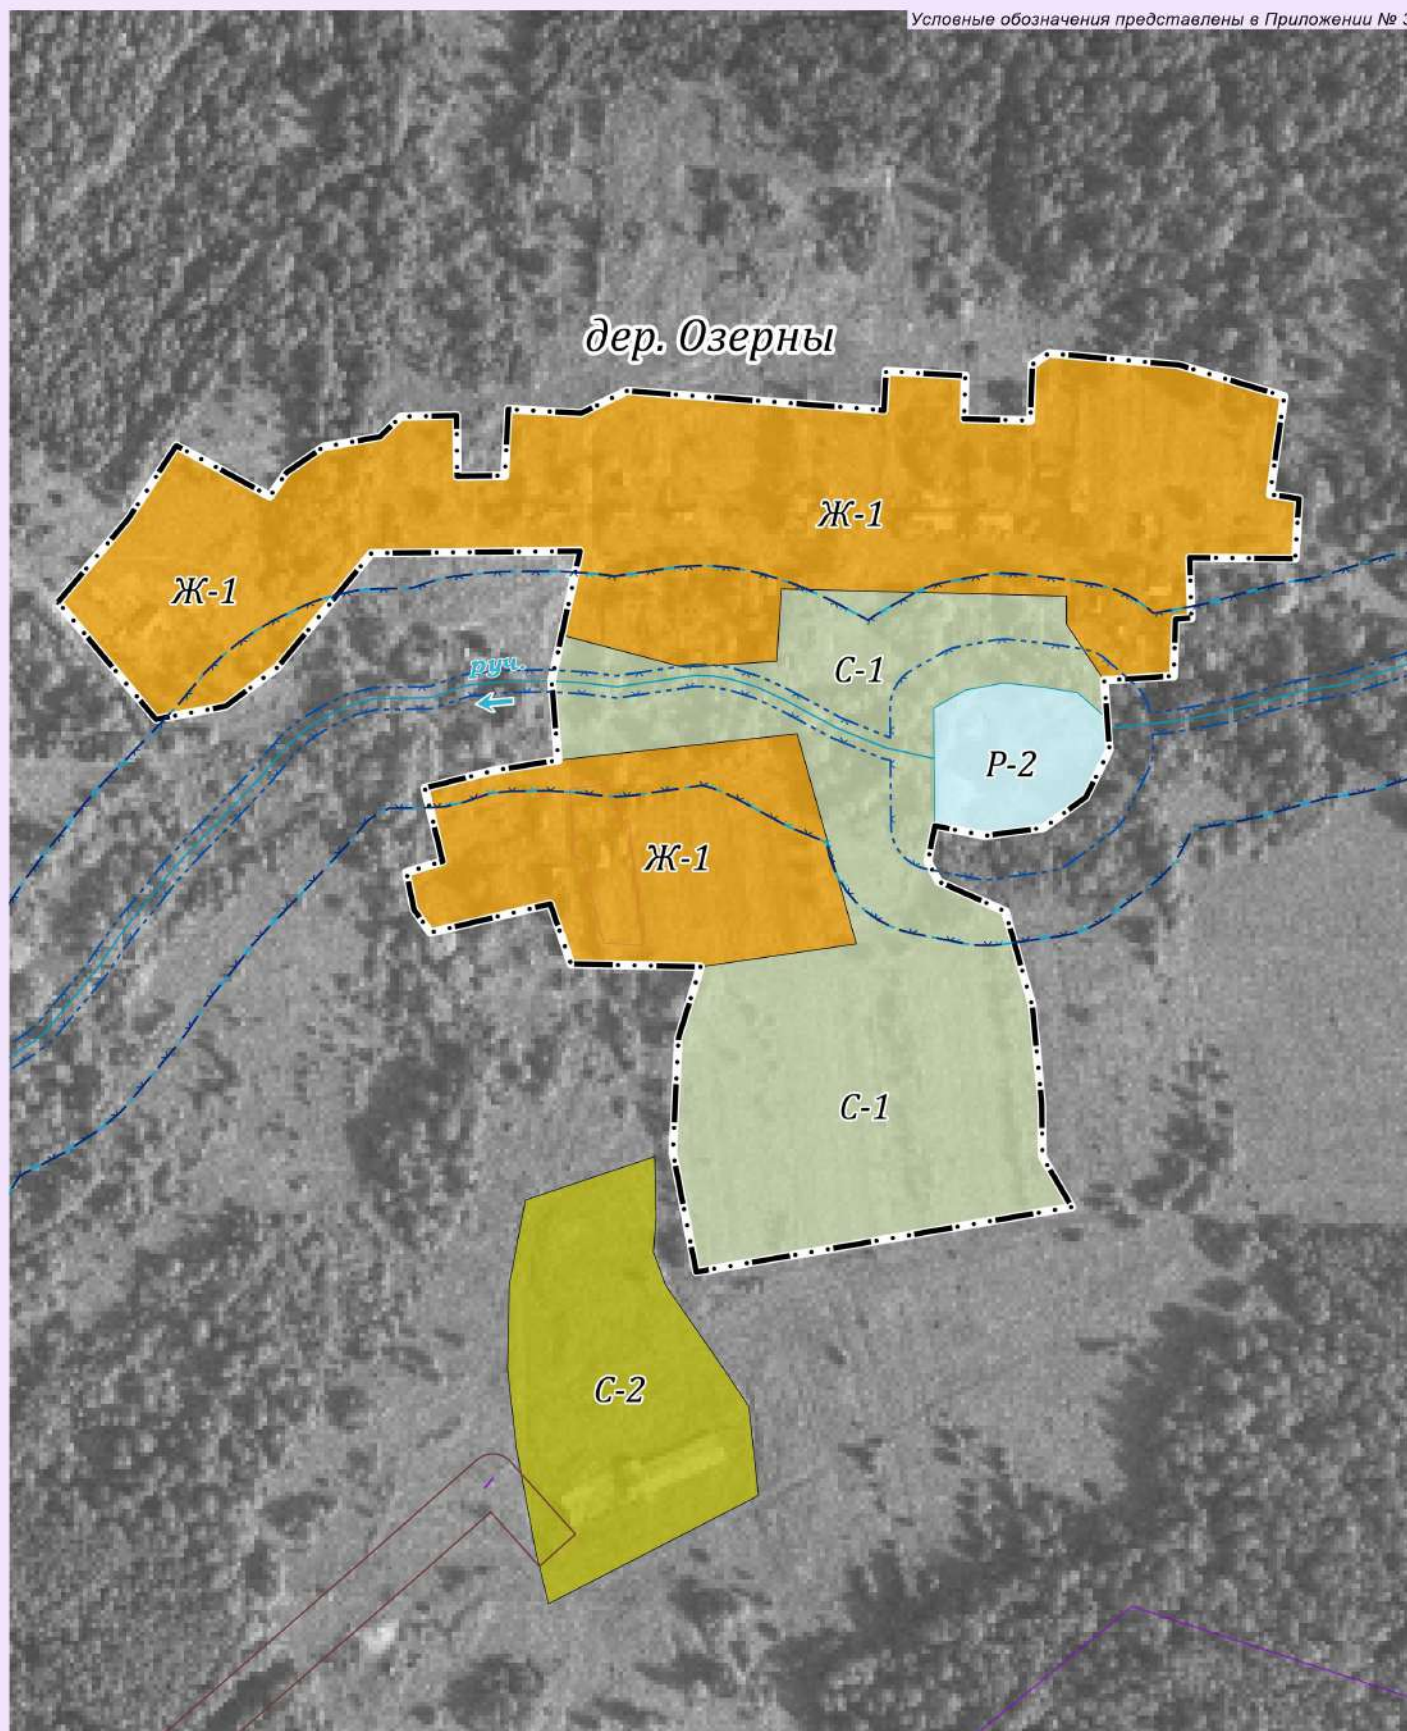 Условные обозначения представлены в Приложении № 3
дер. Озерны
Ж-1
Ж-1
руч.
С-1
Р-2
Ж-1
С-1
С-2